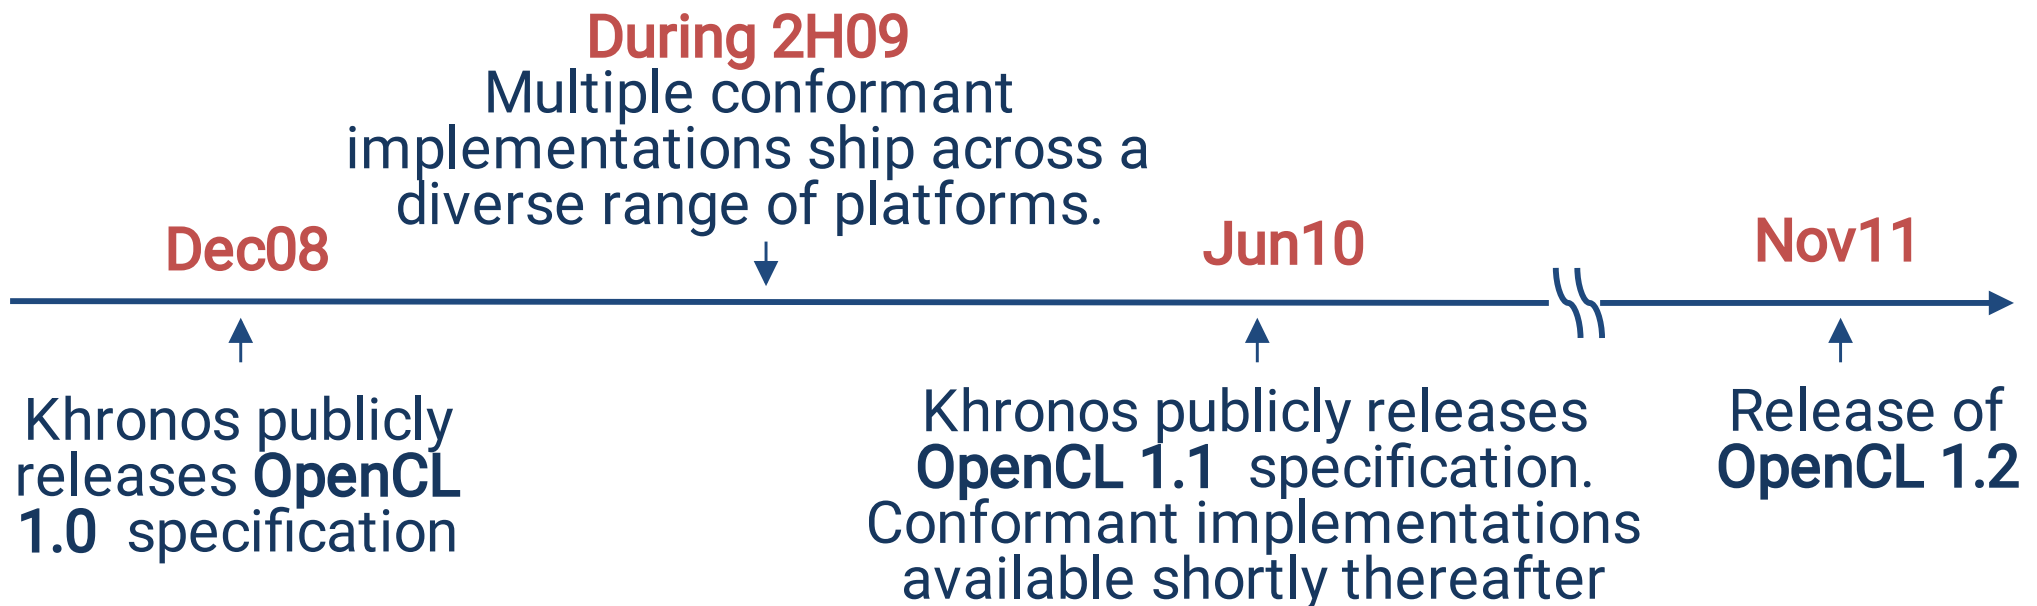 During 2H09
Multiple conformant
implementations ship across a
diverse range of platforms.
Dec08
Jun10
Nov11
Khronos publicly
releases OpenCL
1.0 specification
Khronos publicly releases
OpenCL 1.1 specification.
Conformant implementations
available shortly thereafter
Release of
OpenCL 1.2